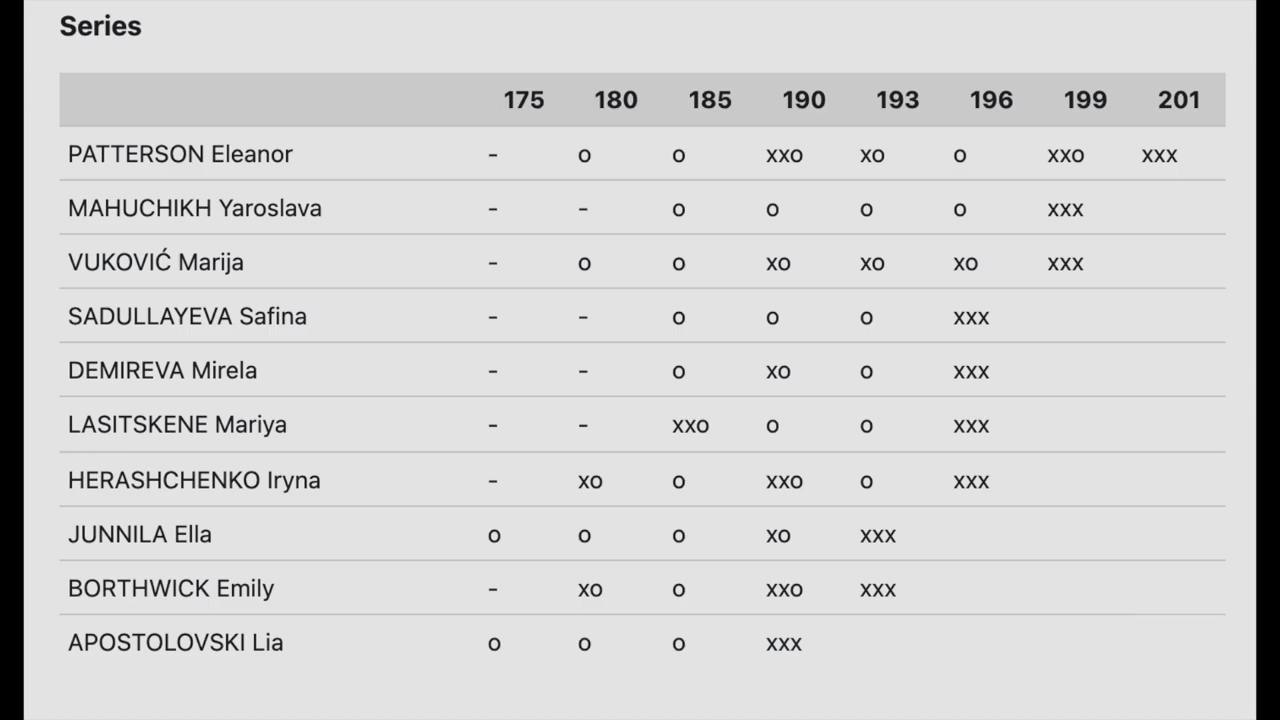 Series
175 180 185 190 193 196 199 201
PATTERSON Eleanor - o o xxo xo o xxo xxx
MAHUCHIKH Yaroslava - - o o o o xxx
VUKOVIĆ Marija - o o xo xo xo xxx
SADULLAYEVA Safina - - o o o xxx
DEMIREVA Mirela - - o xo o xxx
LASITSKENE Mariya - - xxo o o xxx
HERASHCHENKO Iryna - xo o xxo o xxx
JUNNILA Ella o o o xo xxx
BORTHWICK Emily - xo o xxo xxx
APOSTOLOVSKI Lia o o o xxx